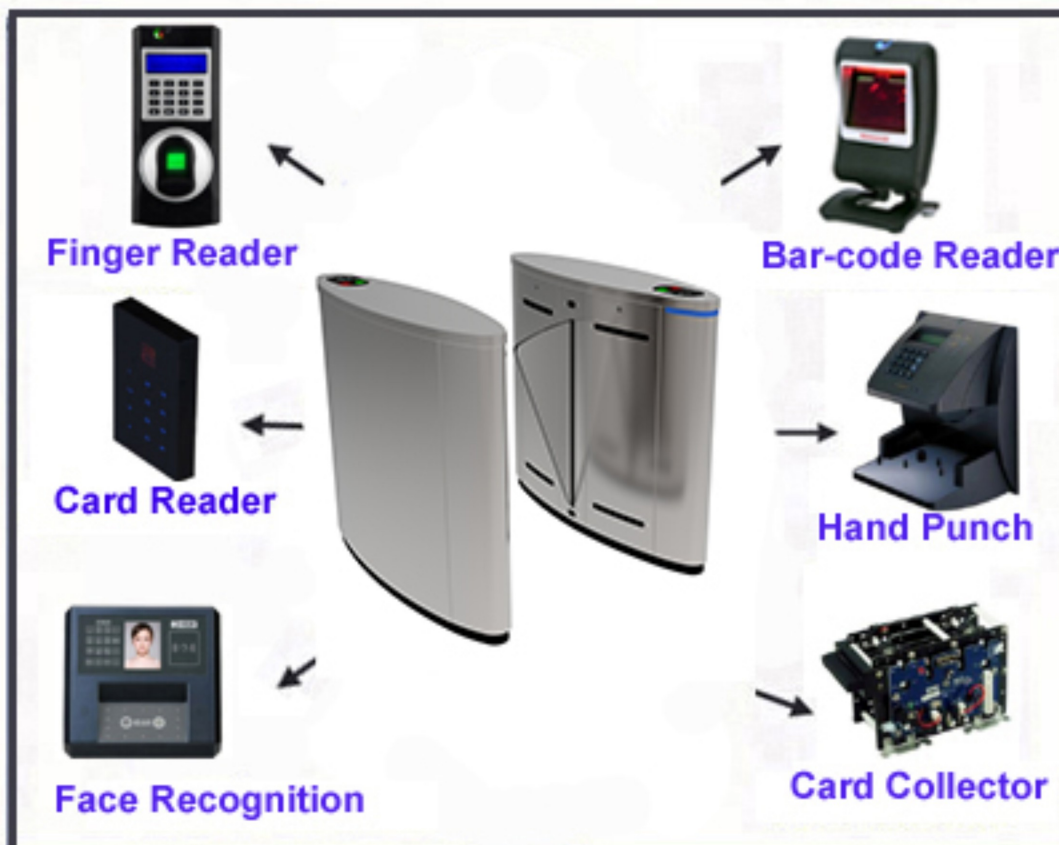 Finger Reader
Bar-code Reader
Card Reader
Hand Punch
Face Recognition
Card Collector